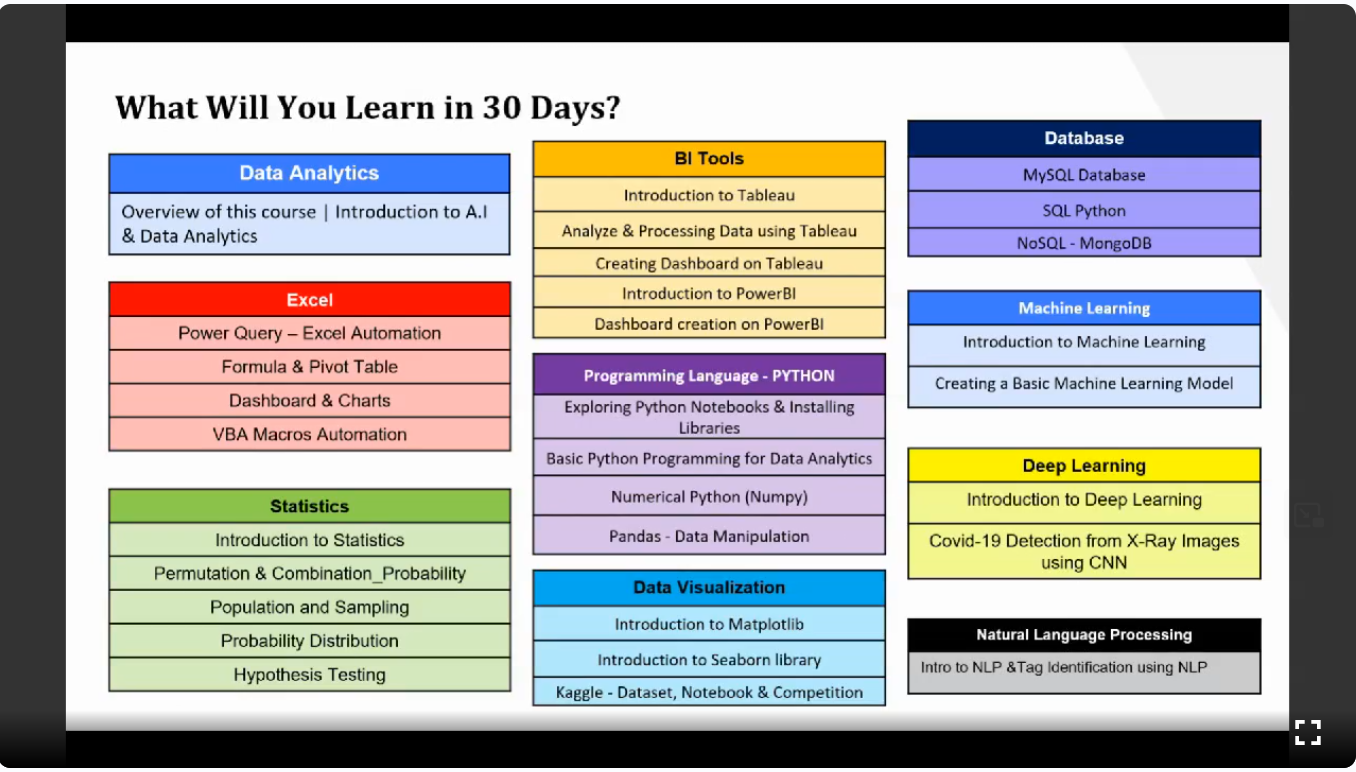 What Will You Learn in 30 Days?
Data Analytics
Overview of this course | Introduction to A.I
& Data Analytics
Excel
Power Query – Excel Automation
Formula & Pivot Table
Dashboard & Charts
VBA Macros Automation
Statistics
Introduction to Statistics
Permutation & Combination_Probability
Population and Sampling
Probability Distribution
Hypothesis Testing
BI Tools
Introduction to Tableau
Analyze & Processing Data using Tableau
Creating Dashboard on Tableau
Introduction to PowerBI
Dashboard creation on PowerBI
Programming Language - PYTHON
Exploring Python Notebooks & Installing
Libraries
Basic Python Programming for Data Analytics
Numerical Python (Numpy)
Pandas - Data Manipulation
Data Visualization
Introduction to Matplotlib
Introduction to Seaborn library
Kaggle - Dataset, Notebook & Competition
Database
MySQL Database
SQL Python
NoSQL - MongoDB
Machine Learning
Introduction to Machine Learning
Creating a Basic Machine Learning Model
Deep Learning
Introduction to Deep Learning
Covid-19 Detection from X-Ray Images
using CNN
Natural Language Processing
Intro to NLP &Tag Identification using NLP